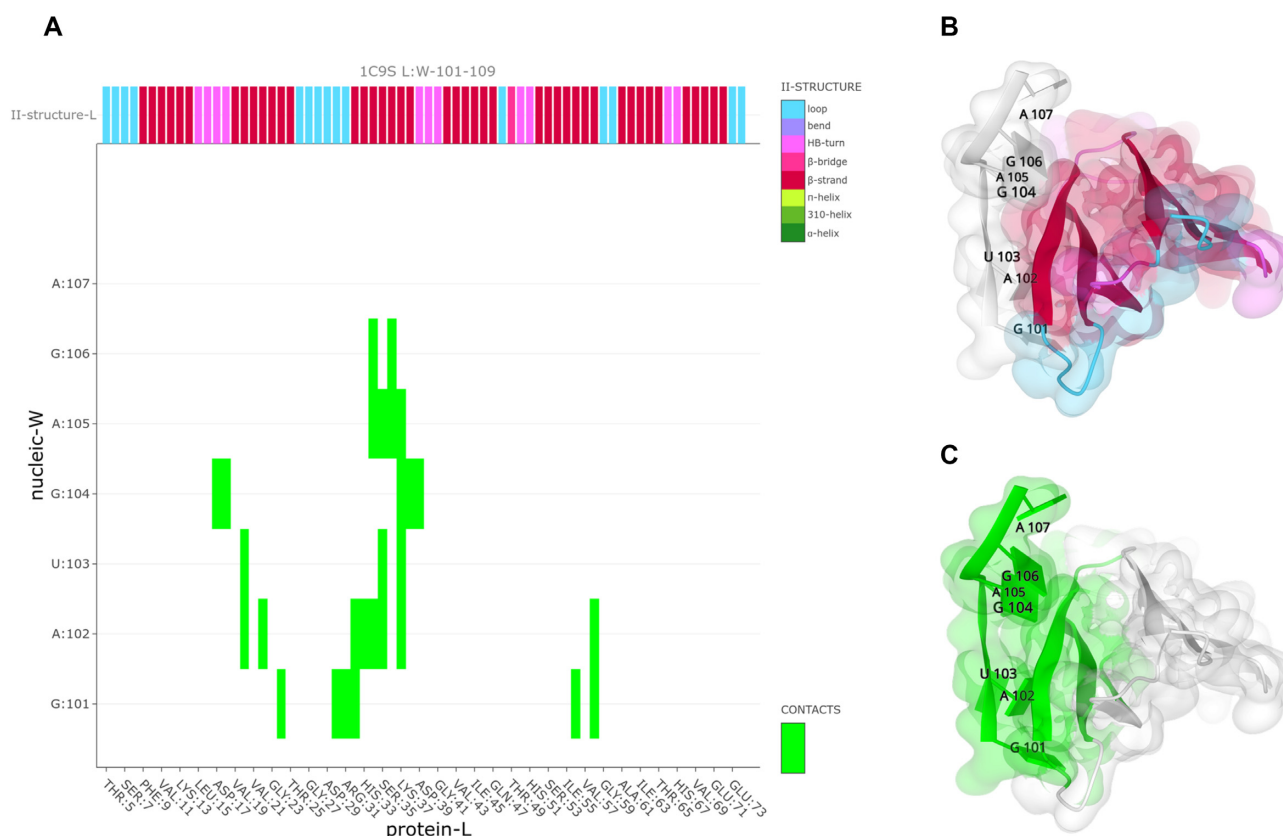 A
1C9S L:W-101-109
II-structure-L
II-STRUCTURE
loop
bend
HB-turn
β-bridge
β-strand
π-helix
310-helix
α-helix
nucleic-W
A:107
G:106
A:105
G:104
U:103
A:102
G:101
CONTACTS
THR:5
SER:7
PHE:9
VAL:11
LYS:13
LEU:15
ASP:17
VAL:19
VAL:21
GLU:23
THR:25
GLY:27
ASP:29
ARG:31
HIS:33
SER:35
LYS:37
ASP:39
GLY:41
VAL:43
ILE:45
GLN:47
THR:49
HIS:51
SER:53
ILE:55
VAL:57
GLY:59
ALA:61
ILE:63
THR:65
HIS:67
VAL:69
GLU:71
GLU:73
protein-L
B
A 107
G 106
A 105
G 104
U 103
A 102
G 101
C
A 107
G 106
A 105
G 104
U 103
A 102
G 101